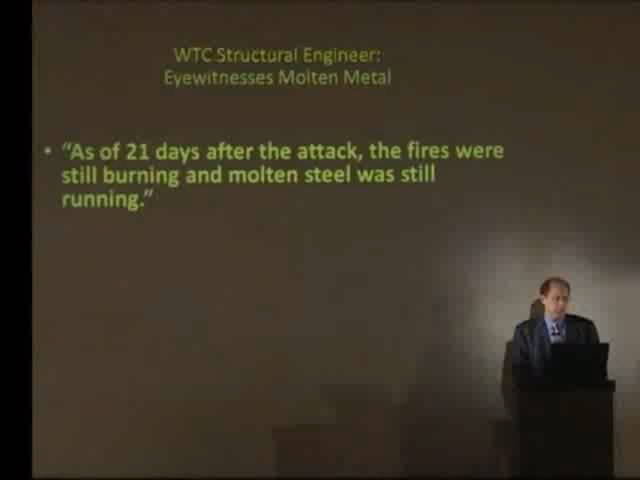 WTC Structural Engineer:
Eyewitnesses Molten Metal
• “As of 21 days after the attack, the fires were
still burning and molten steel was still
running.”